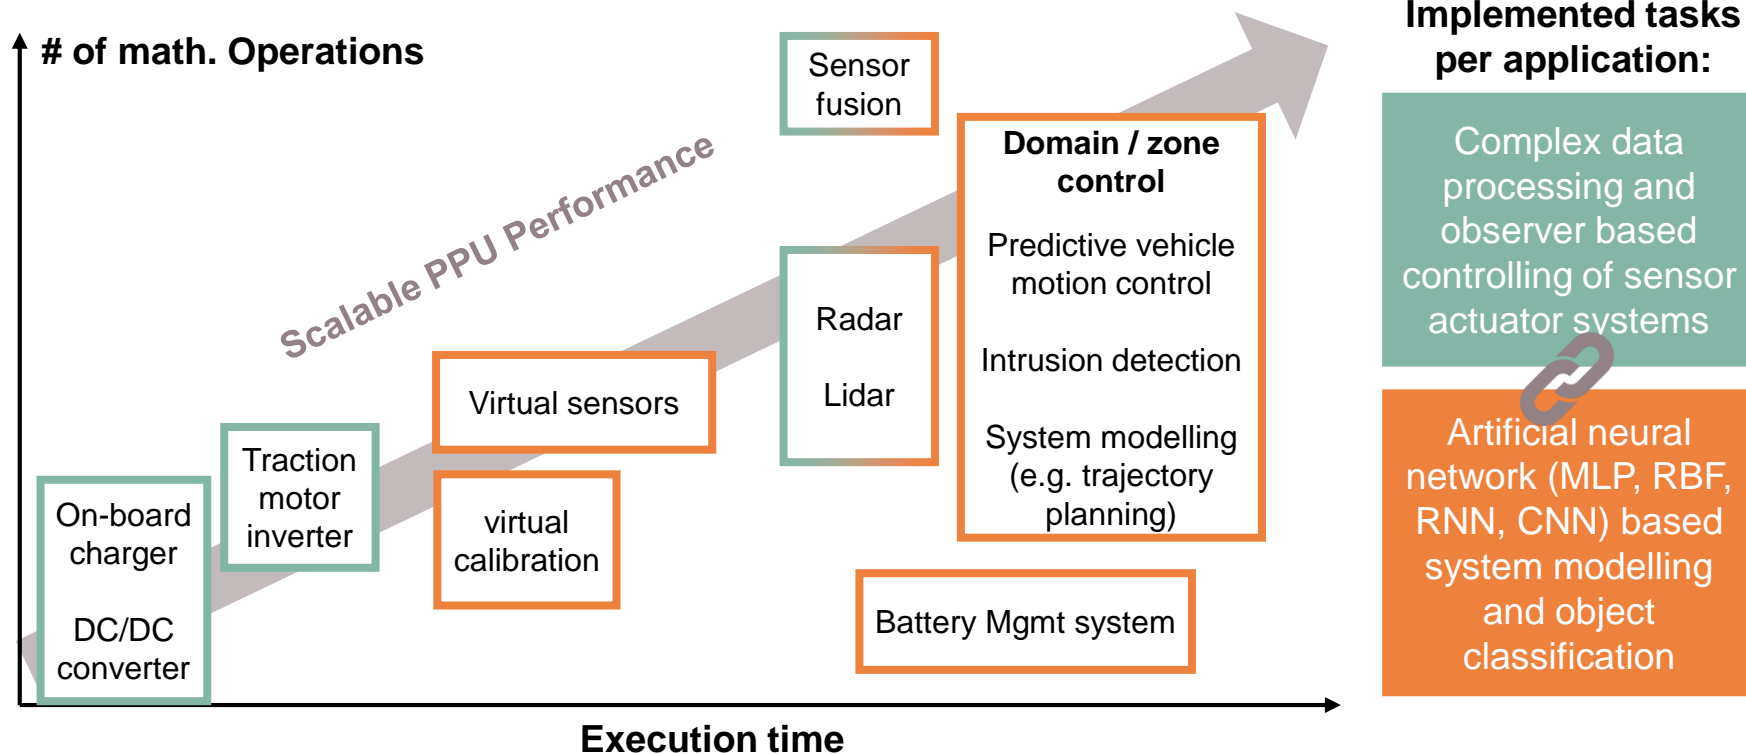 # of math. Operations
Scalable PPU Performance
On-board
charger
DC/DC
converter
Traction
motor
inverter
Virtual sensors
virtual
calibration
Sensor
fusion
Radar
Lidar
Domain / zone
control
Predictive vehicle
motion control
Intrusion detection
System modelling
(e.g. trajectory
planning)
Battery Mgmt system
Execution time
Implemented tasks
per application:
Complex data
processing and
observer based
controlling of sensor
actuator systems
Artificial neural
network (MLP, RBF,
RNN, CNN) based
system modelling
and object
classification